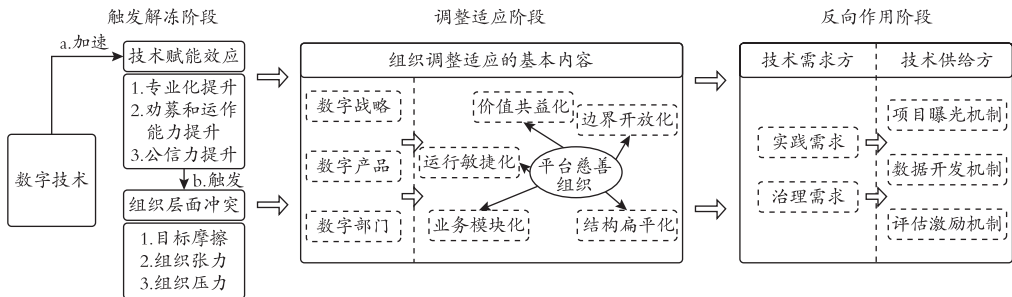 触发解冻阶段
调整适应阶段
反向作用阶段
a.加速
技术赋能效应
1.专业化提升
2.劝募和运作
能力提升
3.公信力提升
数字技术
b.触发
组织层面冲突
1.目标摩擦
2.组织张力
3.组织压力
组织调整适应的基本内容
数字战略
数字产品
数字部门
价值共益化
边界开放化
运行敏捷化
平台慈善
组织
业务模块化
结构扁平化
技术需求方
技术供给方
实践需求
治理需求
项目曝光机制
数据开发机制
评估激励机制